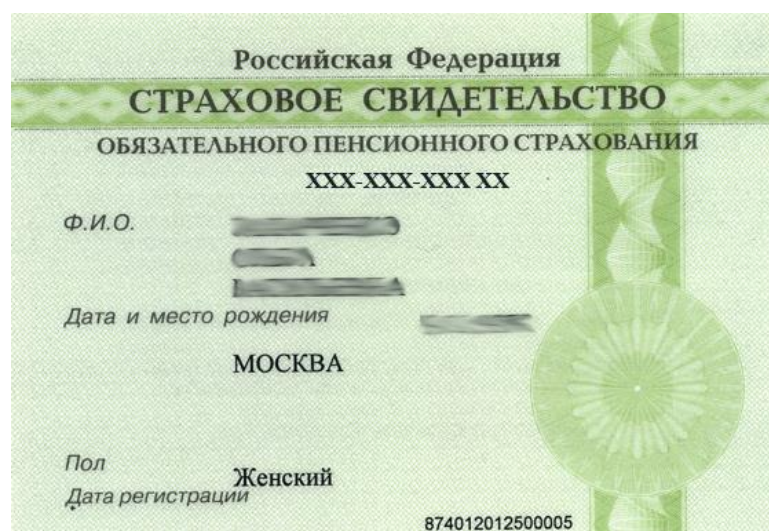 Российская Федерация
СТРАХОВОЕ СВИДЕТЕЛЬСТВО
ОБЯЗАТЕЛЬНОГО ПЕНСИОННОГО СТРАХОВАНИЯ
XXX-XXX-XXX XX
Ф.И.О.
Дата и место рождения
МОСКВА
Пол
Женский
Дата регистрации
874012012500005